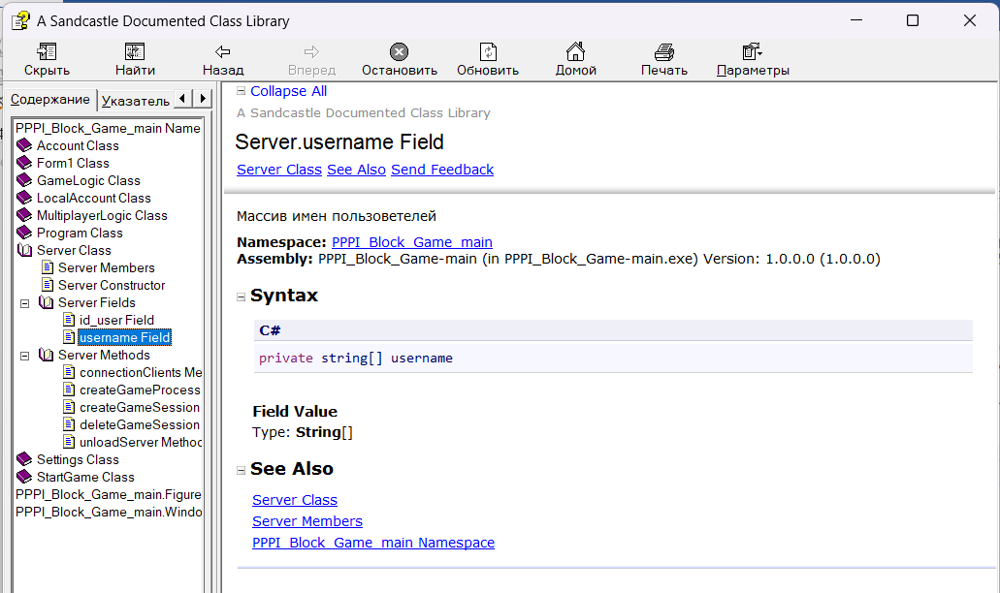 A Sandcastle Documented Class Library
Скрыть Найти Назад Вперед Остановить Обновить Домой Печать Параметры
Содержание Указатель
PPPI_Block_Game_main Name
Account Class
Form1 Class
GameLogic Class
LocalAccount Class
MultiplayerLogic Class
Program Class
Server Class
Server Members
Server Constructor
Server Fields
id_user Field
username Field
Server Methods
connectionClients Me
createGameProcess
createGameSession
deleteGameSession
unloadServer Method
Settings Class
StartGame Class
PPPI_Block_Game_main.Figure
PPPI_Block_Game_main.Windo
Collapse All
A Sandcastle Documented Class Library
Server.username Field
Server Class See Also Send Feedback
Массив имен пользоветелей
Namespace: PPPI_Block_Game_main
Assembly: PPPI_Block_Game-main (in PPPI_Block_Game-main.exe) Version: 1.0.0.0 (1.0.0.0)
Syntax
C#
private string[] username
Field Value
Type: String[]
See Also
Server Class
Server Members
PPPI_Block_Game_main Namespace